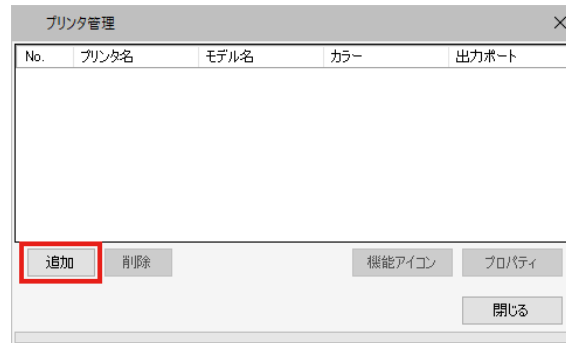 プリンタ管理
No. プリンタ名 モデル名 カラー 出力ポート
追加 削除 機能アイコン プロパティ
閉じる